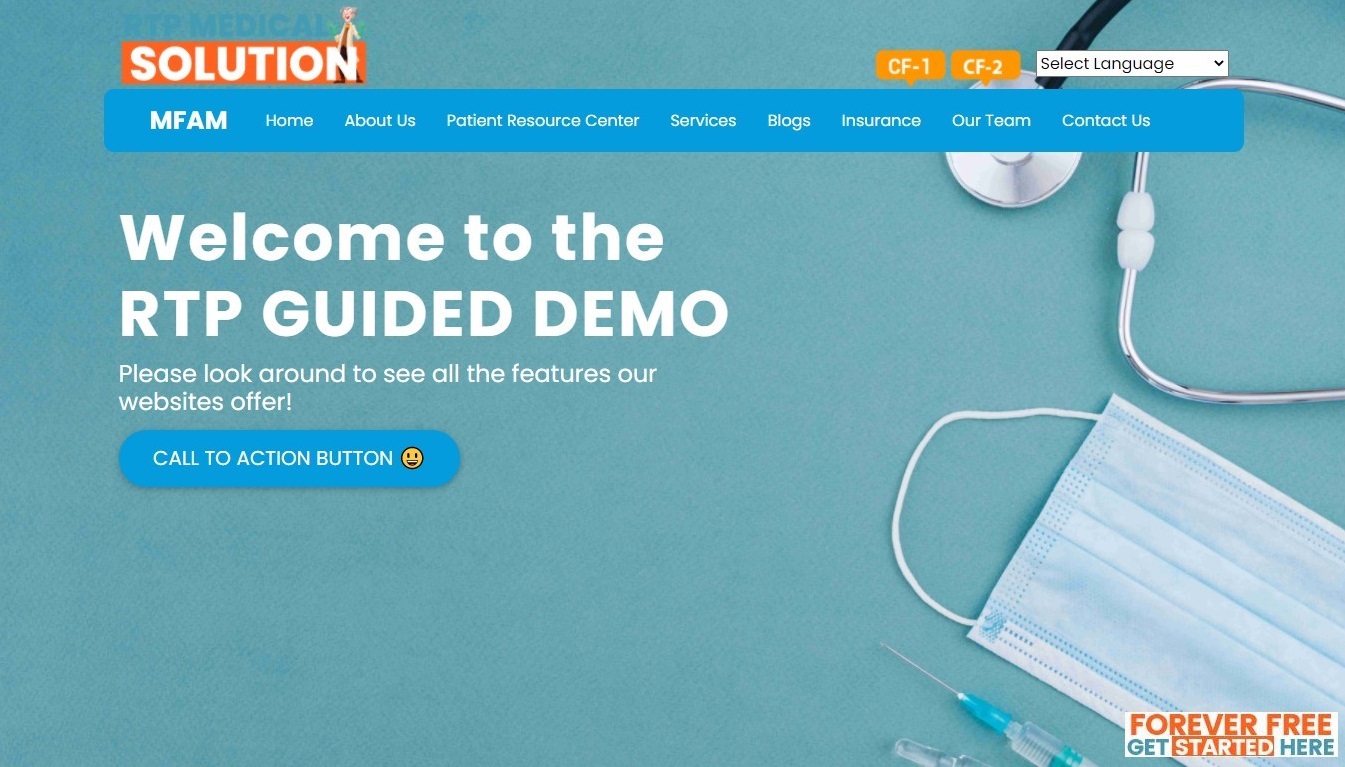 RTP MEDICAL
SOLUTION
CF-1
CF-2
Select Language
MFAM
Home
About Us
Patient Resource Center
Services
Blogs
Insurance
Our Team
Contact Us
Welcome to the
RTP GUIDED DEMO
Please look around to see all the features our
websites offer!
CALL TO ACTION BUTTON 😃
FOREVER FREE
GET STARTED HERE